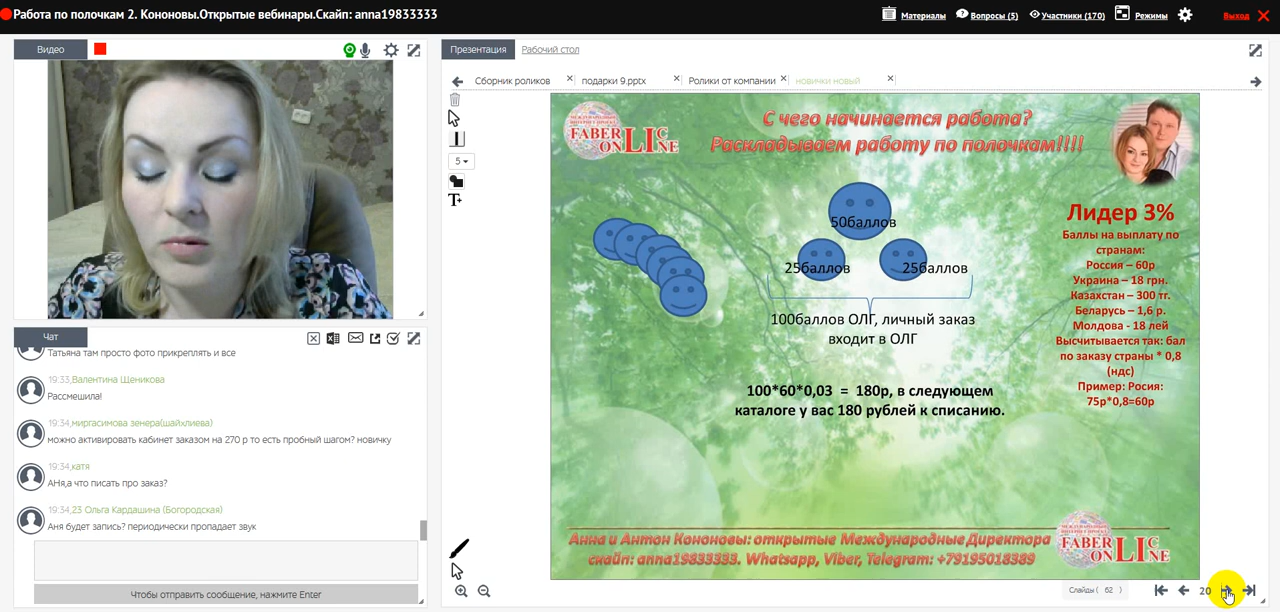 Работа по полочкам 2. Кононовы.Открытые вебинары.Скайп: anna19833333
Материалы
Вопросы (5)
Участники (170)
Режимы
Выход
Видео
Чат
Татьяна там просто фото прикреплять и все
19:33,Валентина Щеникова
Рассмешила!
19:34,миргасимова зенера(шайхлиева)
можно активировать кабинет заказом на 270 р то есть пробный шагом? новичку
19:34,катя
АНя,а что писать про заказ?
19:34,23 Ольга Кардашина (Богородская)
Аня будет запись? периодически пропадает звук
Чтобы отправить сообщение, нажмите Enter
Презентация
Рабочий стол
Сборник роликов
подарки 9.pptx
Ролики от компании
новички новый
5
T+
FABERLIC
ONLINE
С чего начинается работа?
Раскладываем работу по полочкам!!!!
50баллов
25баллов
25баллов
100баллов ОЛГ, личный заказ
входит в ОЛГ
100*60*0,03 = 180р, в следующем
каталоге у вас 180 рублей к списанию.
Лидер 3%
Баллы на выплату по
странам:
Россия – 60р
Украина – 18 грн.
Казахстан – 300 тг.
Беларусь – 1,6 р.
Молдова - 18 лей
Высчитывается так: бал
по заказу страны * 0,8
(ндс)
Пример: Росия:
75р*0,8=60р
Анна и Антон Кононовы: открытые Международные Директора
скайп: anna19833333. Whatsapp, Viber, Telegram: +79195018389
FABERLIC
ONLINE
Слайды ( 62 )
20